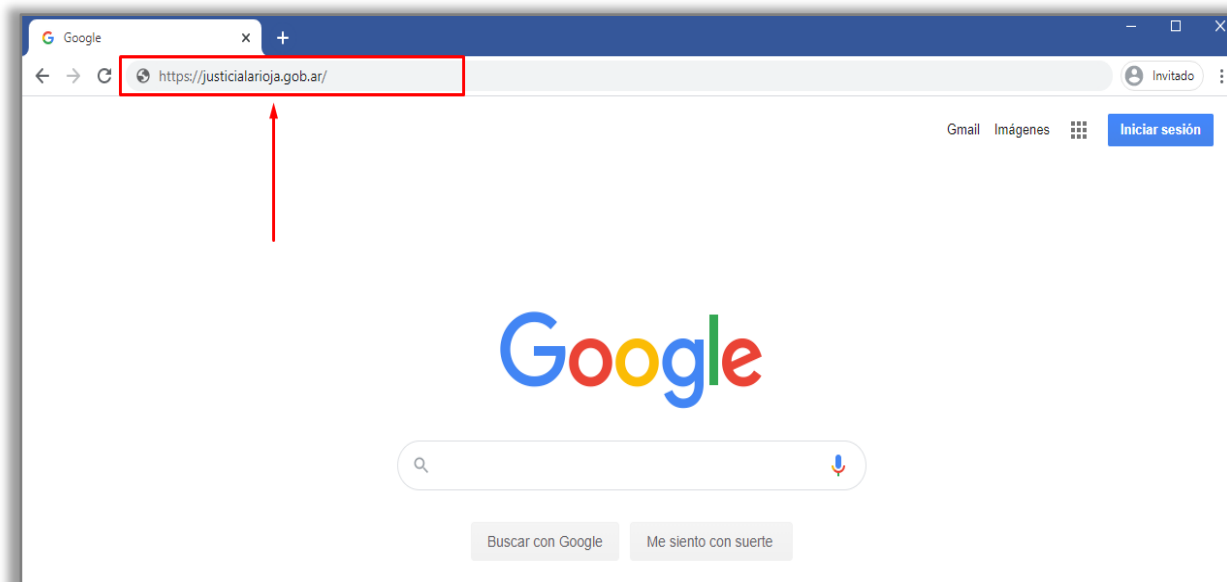 Google
https://justicialarioja.gob.ar/
Invitado
Gmail Imágenes Iniciar sesión
Google
Buscar con Google Me siento con suerte